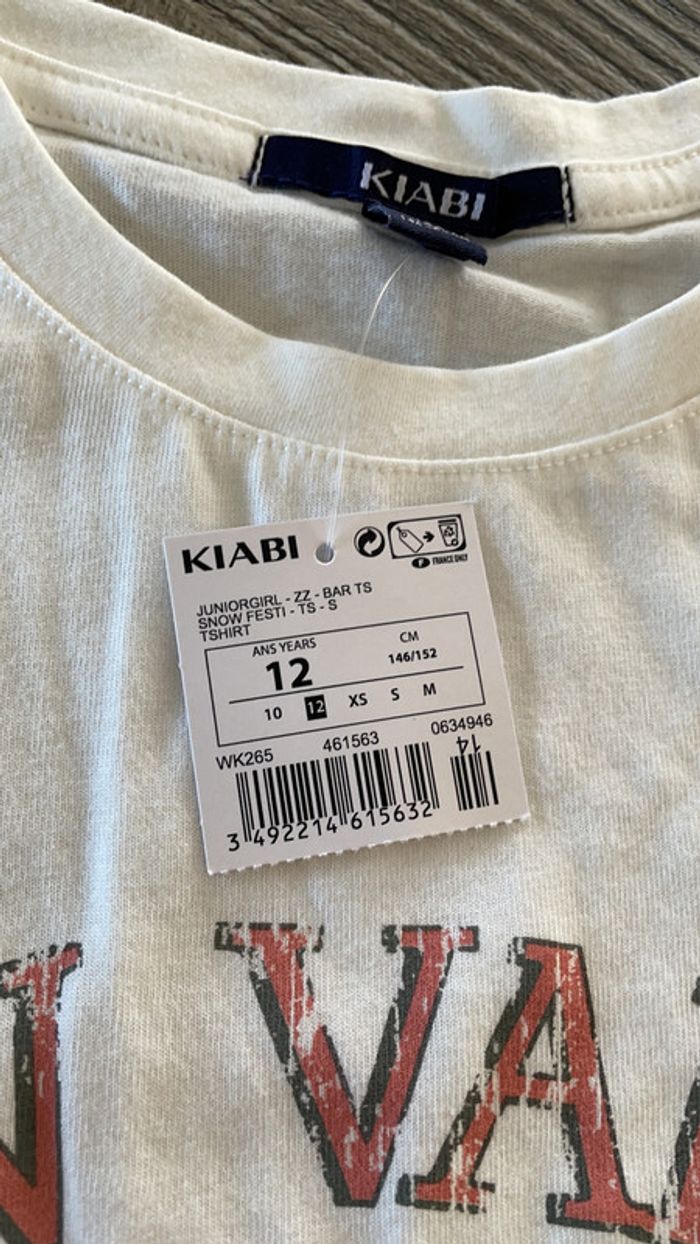 KIABI
KIABI
FRANCE ONLY
JUNIORGIRL - ZZ - BAR TS
SNOW FESTI - TS - S
TSHIRT
ANS YEARS
CM
12
146/152
10 12 XS S M
WK265 461563 0634946
14
3 492214 615632
VA